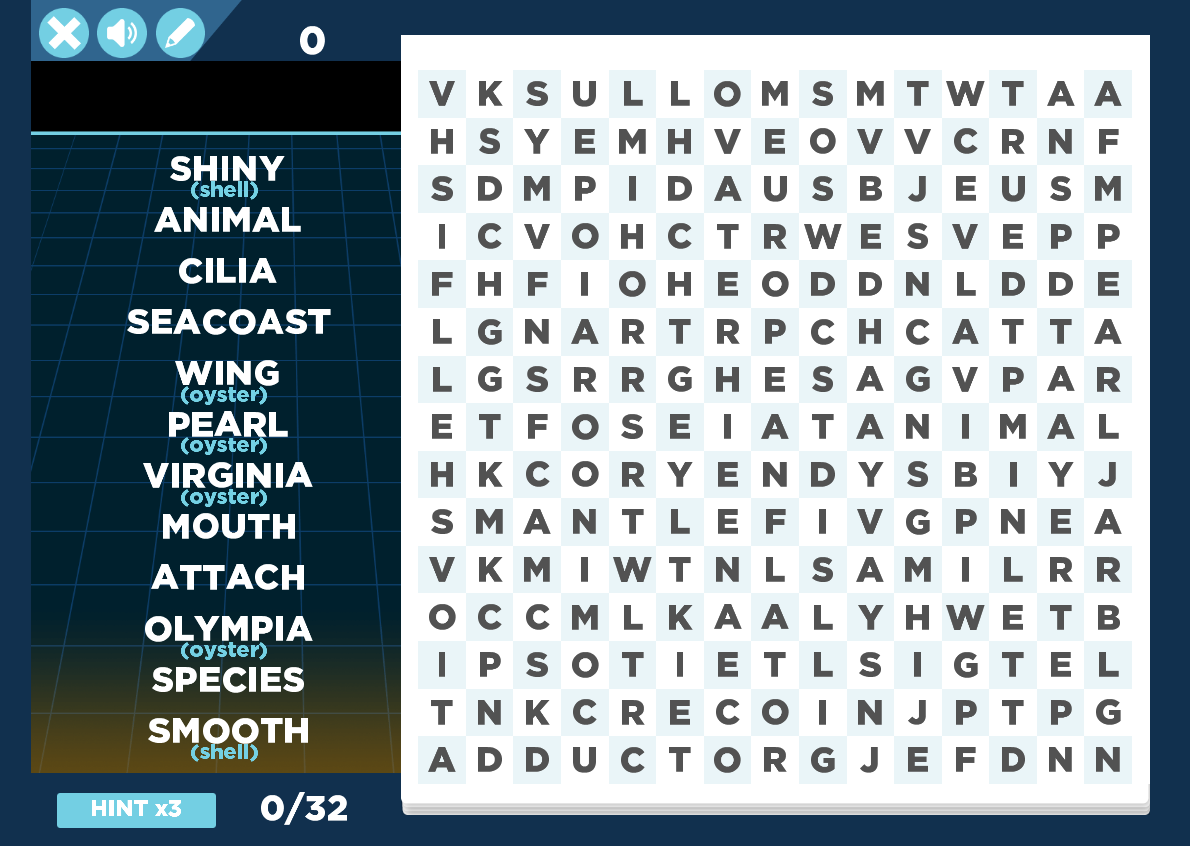 0
SHINY
(shell)
ANIMAL
CILIA
SEACOAST
WING
(oyster)
PEARL
(oyster)
VIRGINIA
(oyster)
MOUTH
ATTACH
OLYMPIA
(oyster)
SPECIES
SMOOTH
(shell)
HINT x3
0/32
V K S U L L O M S M T W T A A
H S Y E M H V E O V V C R N F
S D M P I D A U S B J E U S M
I C V O H C T R W E S V E P P
F H F I O H E O D D N L D D E
L G N A R T R P C H C A T T A
L G S R R G H E S A G V P A R
E T F O S E I A T A N I M A L
H K C O R Y E N D Y S B I Y J
S M A N T L E F I V G P N E A
V K M I W T N L S A M I L R R
O C C M L K A A L Y H W E T B
I P S O T I E T L S I G T E L
T N K C R E C O I N J P T P G
A D D U C T O R G J E F D N N